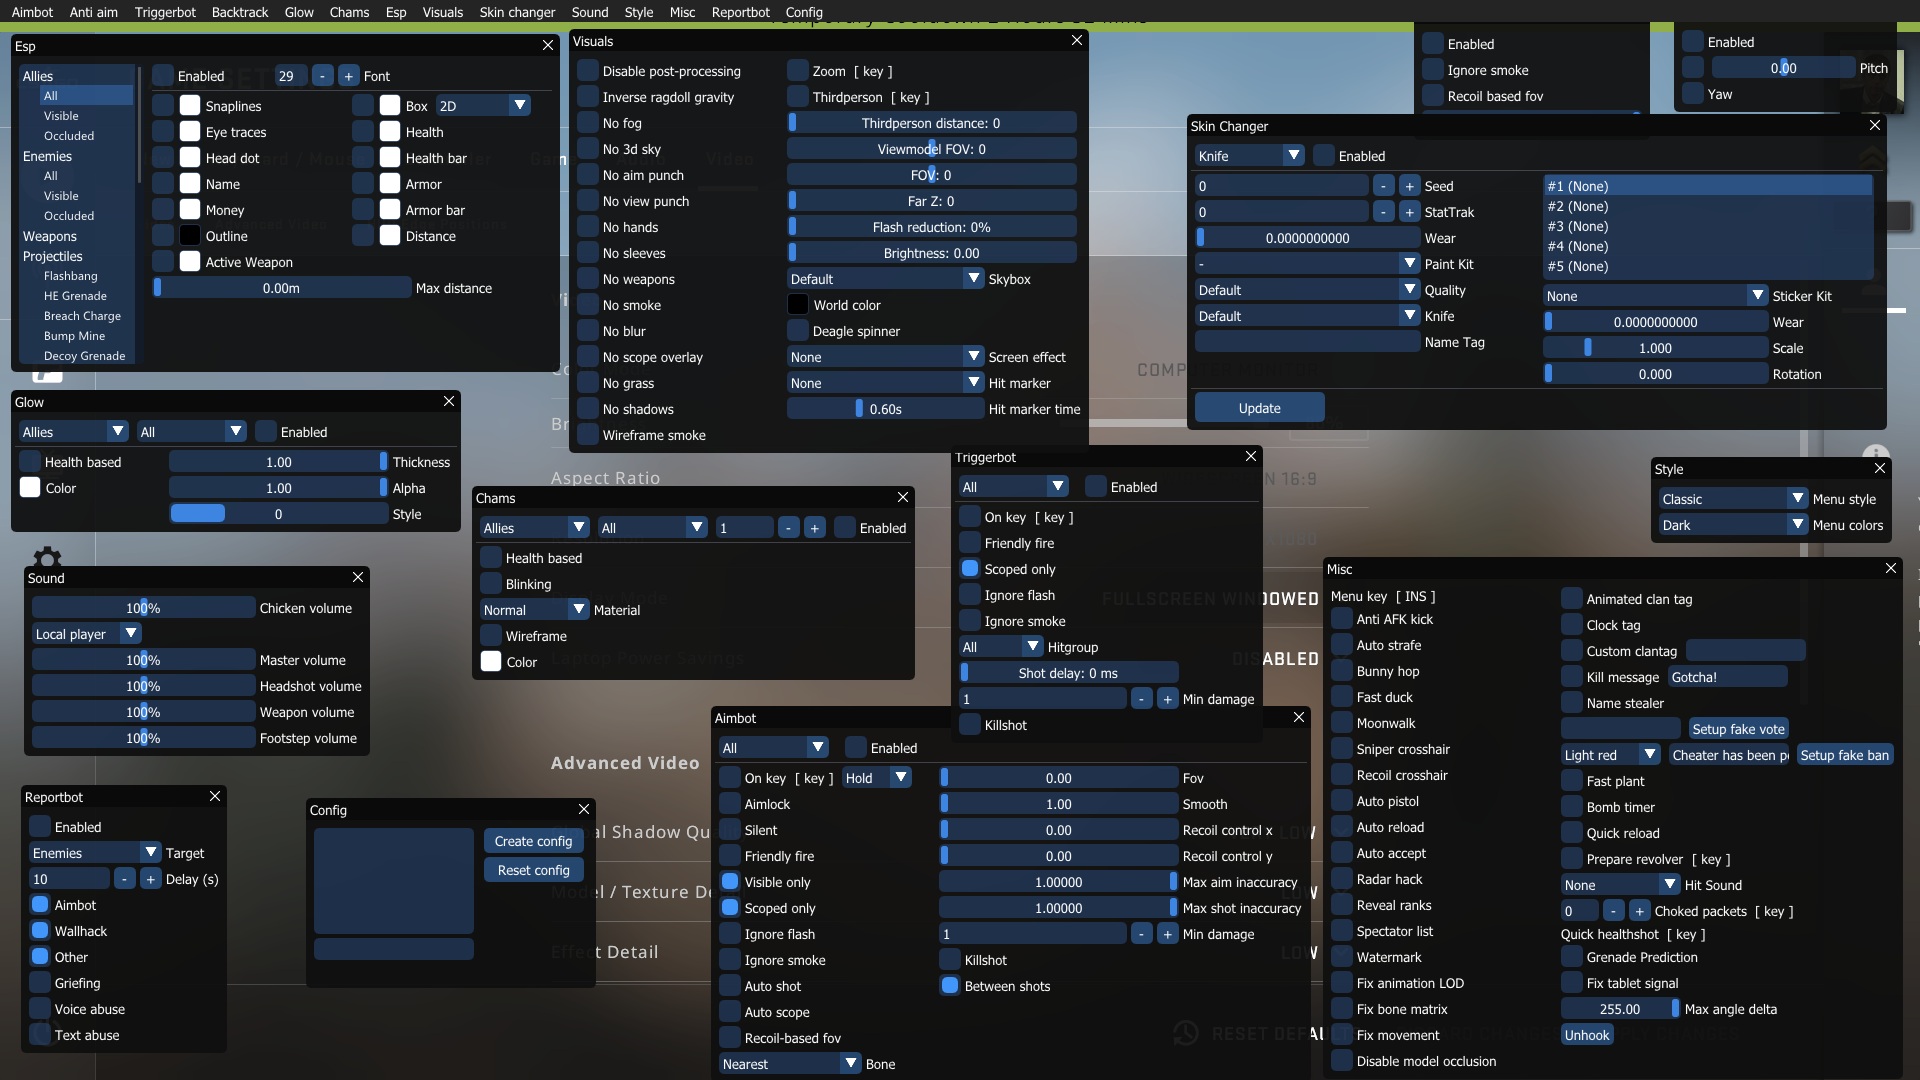 Aimbot Anti aim Triggerbot Backtrack Glow Chams Esp Visuals Skin changer Sound Style Misc Reportbot Config
Esp
Allies
All
Visible
Occluded
Enemies
All
Visible
Occluded
Weapons
Projectiles
Flashbang
HE Grenade
Breach Charge
Bump Mine
Decoy Grenade
Enabled 29 - + Font
Snaplines Box 2D
Eye traces Health
Head dot Health bar
Name Armor
Money Armor bar
Outline Distance
Active Weapon
0.00m Max distance
Visuals
Disable post-processing Zoom [ key ]
Inverse ragdoll gravity Thirdperson [ key ]
No fog Thirdperson distance: 0
No 3d sky Viewmodel FOV: 0
No aim punch FOV: 0
No view punch Far Z: 0
No hands Flash reduction: 0%
No sleeves Brightness: 0.00
No weapons Default Skybox
No smoke World color
No blur Deagle spinner
No scope overlay None Screen effect
No grass None Hit marker
No shadows 0.60s Hit marker time
Wireframe smoke
Enabled
Ignore smoke
Recoil based fov
Enabled
0.00 Pitch
Yaw
Skin Changer
Knife Enabled
0 - + Seed
0 - + StatTrak
0.0000000000 Wear
- Paint Kit
Default Quality
Default Knife
Name Tag
#1 (None)
#2 (None)
#3 (None)
#4 (None)
#5 (None)
None Sticker Kit
0.0000000000 Wear
1.000 Scale
0.000 Rotation
Update
Glow
Allies All Enabled
Health based 1.00 Thickness
Color 1.00 Alpha
0 Style
Aspect Ratio
Chams
Allies All 1 - + Enabled
Health based
Blinking
Normal Material
Wireframe
Color
Laptop Power Savings
Triggerbot
All Enabled
On key [ key ]
Friendly fire
Scoped only
Ignore flash
Ignore smoke
All Hitgroup
Shot delay: 0 ms
1 - + Min damage
Killshot
FULLSCREEN WINDOWED
DISABLED
Style
Classic Menu style
Dark Menu colors
Sound
100% Chicken volume
Local player
100% Master volume
100% Headshot volume
100% Weapon volume
100% Footstep volume
Misc
Menu key [ INS ]
Anti AFK kick
Auto strafe
Bunny hop
Fast duck
Moonwalk
Sniper crosshair
Recoil crosshair
Auto pistol
Auto reload
Auto accept
Radar hack
Reveal ranks
Spectator list
Watermark
Fix animation LOD
Fix bone matrix
Fix movement
Disable model occlusion
Animated clan tag
Clock tag
Custom clantag
Kill message Gotcha!
Name stealer
Setup fake vote
Light red Cheater has been p Setup fake ban
Fast plant
Bomb timer
Quick reload
Prepare revolver [ key ]
None Hit Sound
0 - + Choked packets [ key ]
Quick healthshot [ key ]
Grenade Prediction
Fix tablet signal
255.00 Max angle delta
Unhook
Advanced Video
Global Shadow Qu
Model / Texture De
Effect Detail
LOW
LOW
LOW
Aimbot
All Enabled
On key [ key ] Hold 0.00 Fov
Aimlock 1.00 Smooth
Silent 0.00 Recoil control x
Friendly fire 0.00 Recoil control y
Visible only 1.00000 Max aim inaccuracy
Scoped only 1.00000 Max shot inaccuracy
Ignore flash 1 - + Min damage
Ignore smoke Killshot
Auto shot Between shots
Auto scope
Recoil-based fov
Nearest Bone
RESET DEFAUL
Reportbot
Enabled
Enemies Target
10 - + Delay (s)
Aimbot
Wallhack
Other
Griefing
Voice abuse
Text abuse
Config
Create config
Reset config